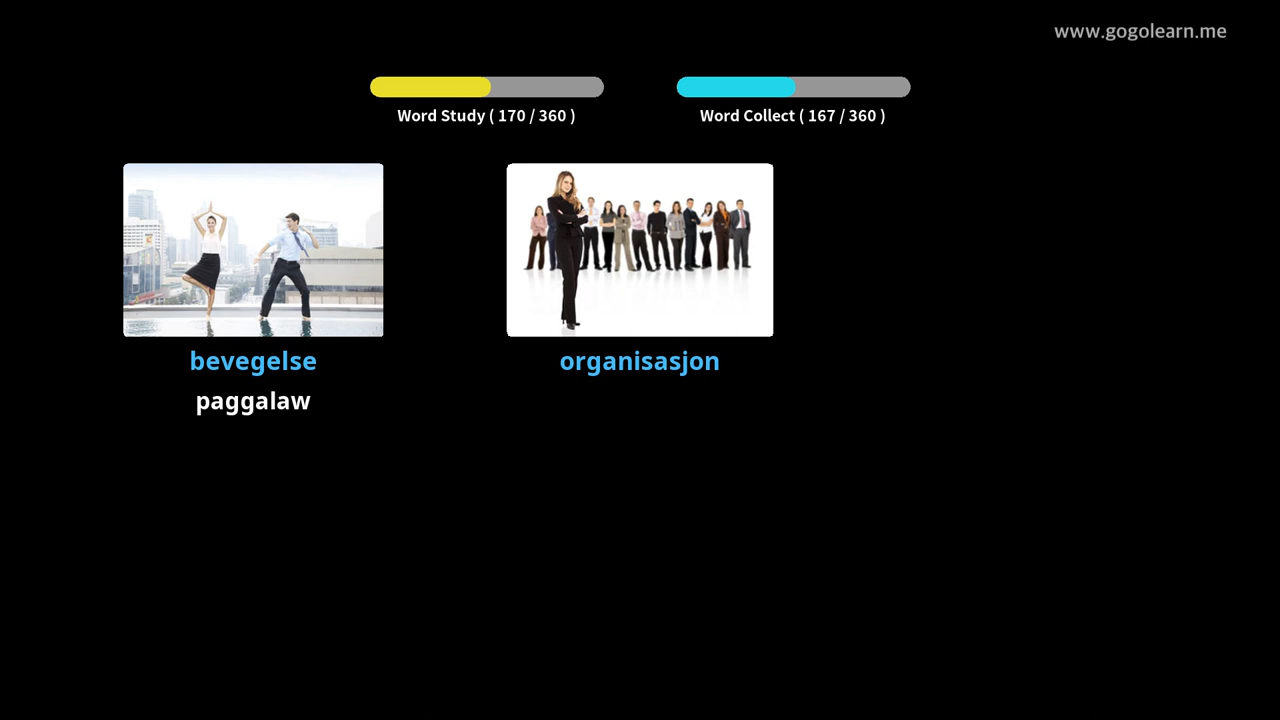 www.gogolearn.me
Word Study ( 170 / 360 )
Word Collect ( 167 / 360 )
bevegelse
paggalaw
organisasjon